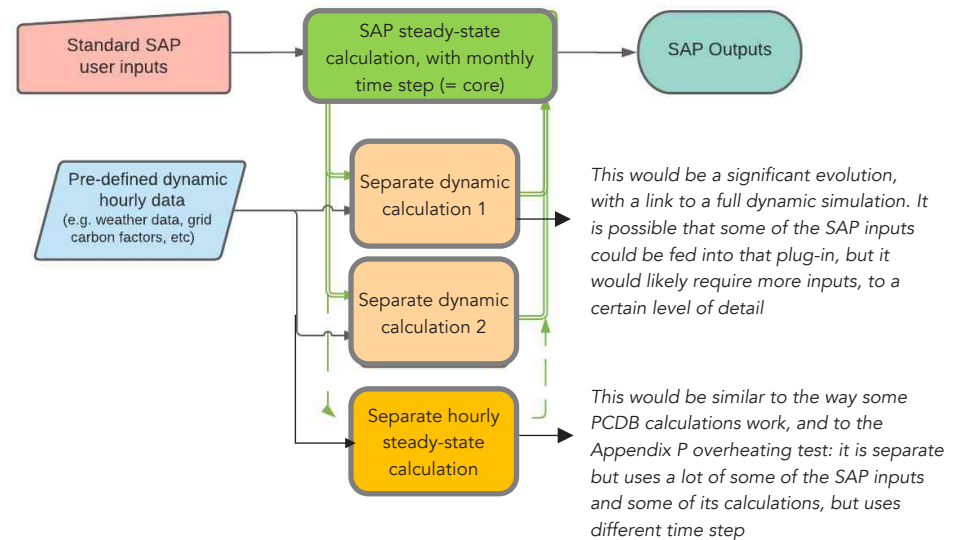 Standard SAP
user inputs
SAP steady-state
calculation, with monthly
time step (= core)
SAP Outputs
Pre-defined dynamic
hourly data
(e.g. weather data, grid
carbon factors, etc)
Separate dynamic
calculation 1
This would be a significant evolution,
with a link to a full dynamic simulation. It
is possible that some of the SAP inputs
could be fed into that plug-in, but it
would likely require more inputs, to a
certain level of detail
Separate dynamic
calculation 2
Separate hourly
steady-state
calculation
This would be similar to the way some
PCDB calculations work, and to the
Appendix P overheating test: it is separate
but uses a lot of some of the SAP inputs
and some of its calculations, but uses
different time step